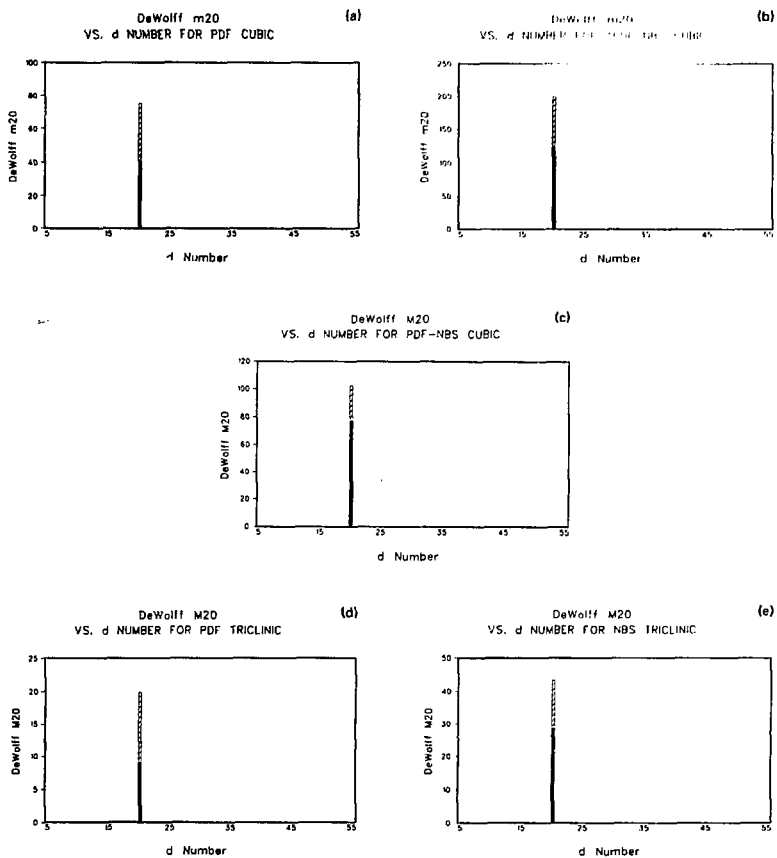 DeWolff m20
VS. d NUMBER FOR PDF CUBIC
(a)
100
80
60
40
20
0
DeWolff m20
5 15 25 35 45 55
d Number
DeWolff m20
VS. d NUMBER CUBIC
(b)
250
200
150
100
50
0
DeWolff m20
5 15 25 35 45 55
d Number
DeWolff M20
VS. d NUMBER FOR PDF-NBS CUBIC
(c)
120
100
80
60
40
20
0
DeWolff M20
5 15 25 35 45 55
d Number
DeWolff M20
VS. d NUMBER FOR PDF TRICLINIC
(d)
25
20
15
10
5
0
DeWolff M20
5 15 25 35 45 55
d Number
DeWolff M20
VS. d NUMBER FOR NBS TRICLINIC
(e)
50
40
30
20
10
0
DeWolff M20
5 15 25 35 45 55
d Number